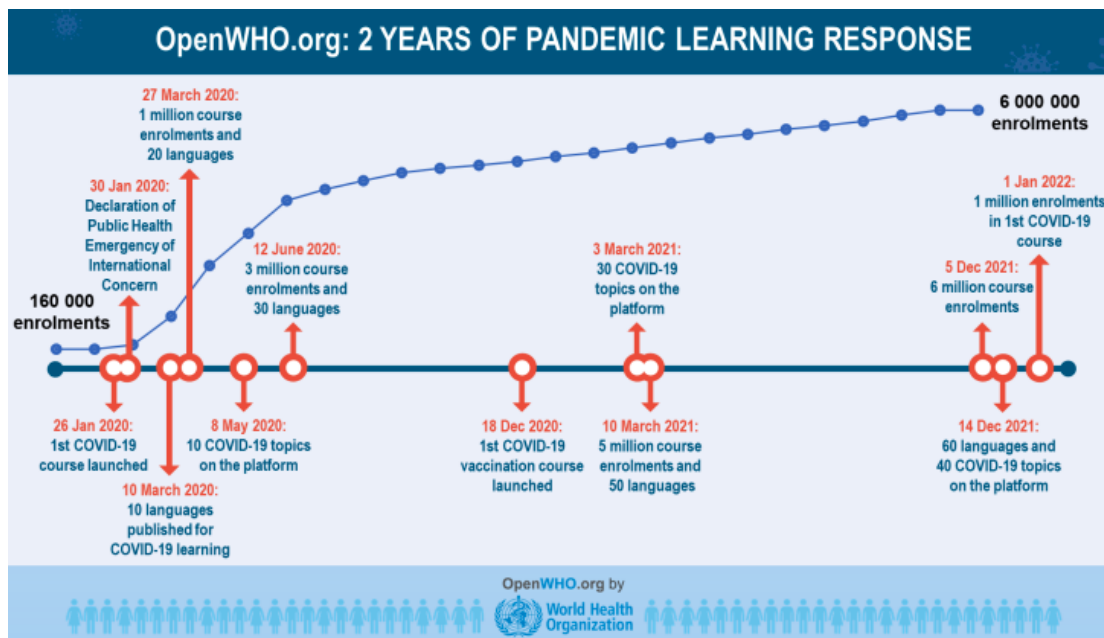 OpenWHO.org: 2 YEARS OF PANDEMIC LEARNING RESPONSE
27 March 2020:
1 million course
enrolments and
20 languages
6 000 000
enrolments
30 Jan 2020:
Declaration of
Public Health
Emergency of
International
Concern
1 Jan 2022:
1 million enrolments
in 1st COVID-19
course
12 June 2020:
3 million course
enrolments and
30 languages
3 March 2021:
30 COVID-19
topics on the
platform
5 Dec 2021:
6 million course
enrolments
160 000
enrolments
26 Jan 2020:
1st COVID-19
course launched
8 May 2020:
10 COVID-19 topics
on the platform
18 Dec 2020:
1st COVID-19
vaccination course
launched
10 March 2021:
5 million course
enrolments and
50 languages
14 Dec 2021:
60 languages and
40 COVID-19 topics
on the platform
10 March 2020:
10 languages
published for
COVID-19 learning
OpenWHO.org by
World Health
Organization